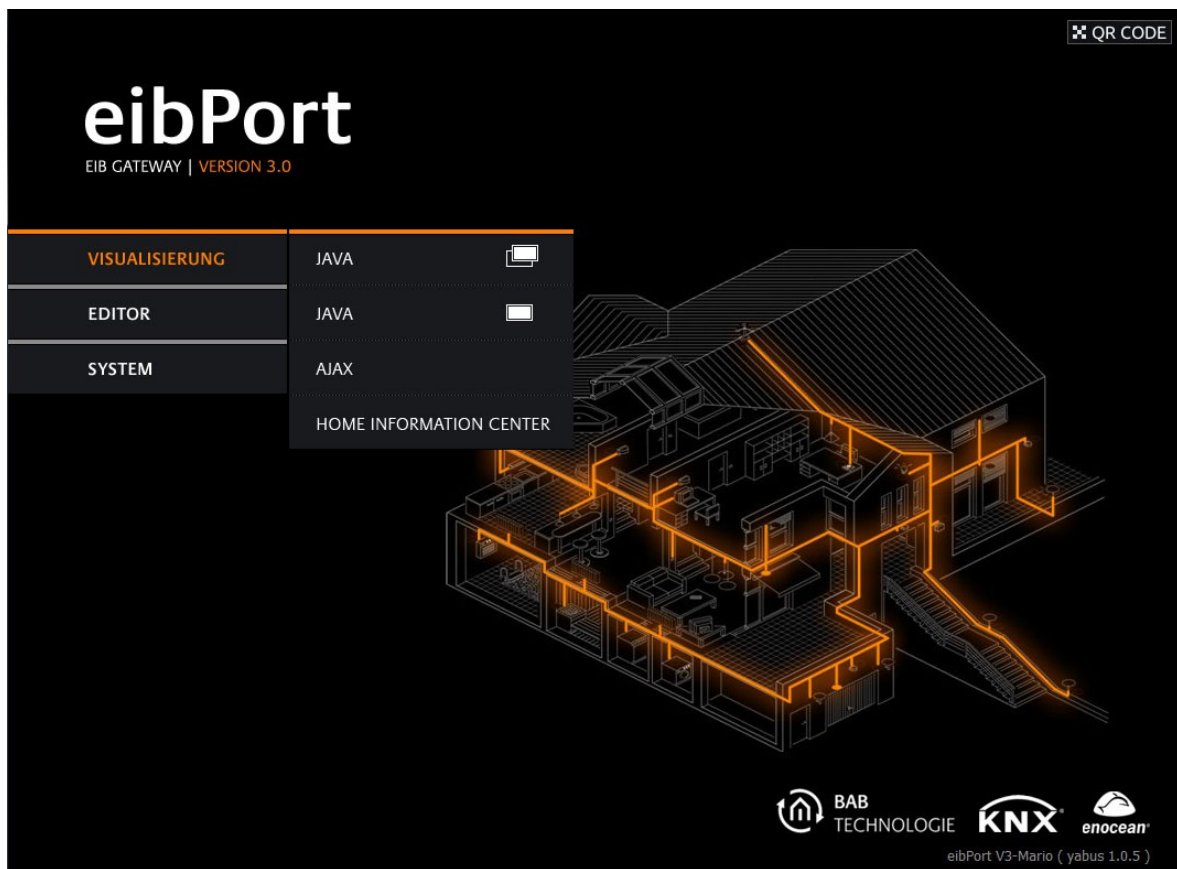 QR CODE
eibPort
EIB GATEWAY | VERSION 3.0
VISUALISIERUNG
EDITOR
SYSTEM
JAVA
JAVA
AJAX
HOME INFORMATION CENTER
BAB
TECHNOLOGIE
KNX
enocean®
eibPort V3-Mario ( yabus 1.0.5 )